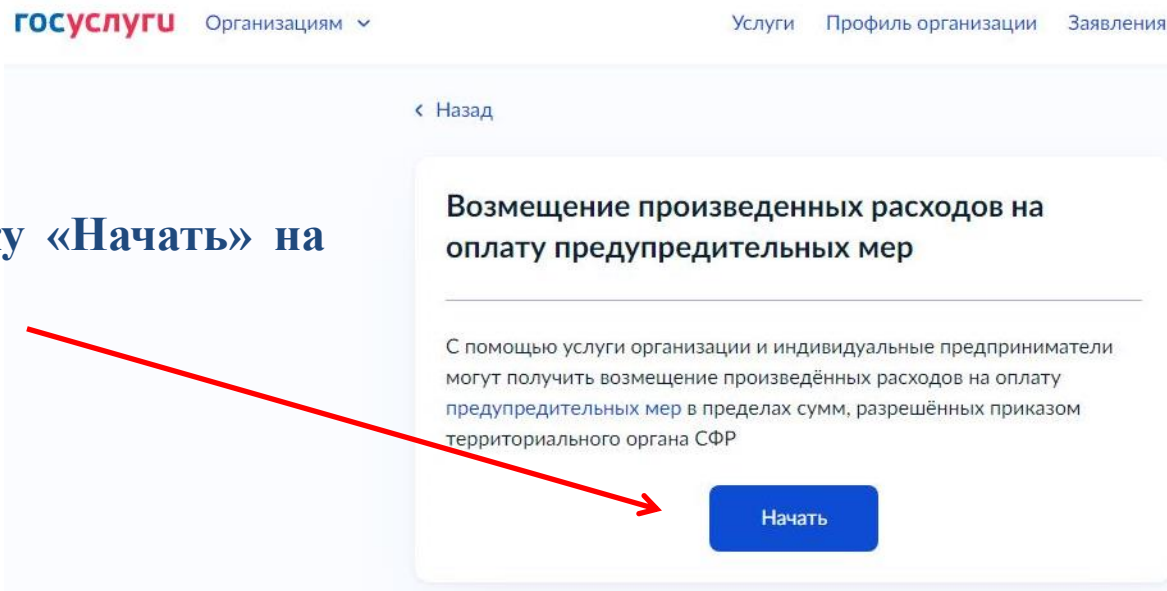 госуслуги Организациям Услуги Профиль организации Заявления
Назад
«Начать» на
Возмещение произведенных расходов на
оплату предупредительных мер
С помощью услуги организации и индивидуальные предприниматели
могут получить возмещение произведённых расходов на оплату
предупредительных мер в пределах сумм, разрешённых приказом
территориального органа СФР
Начать